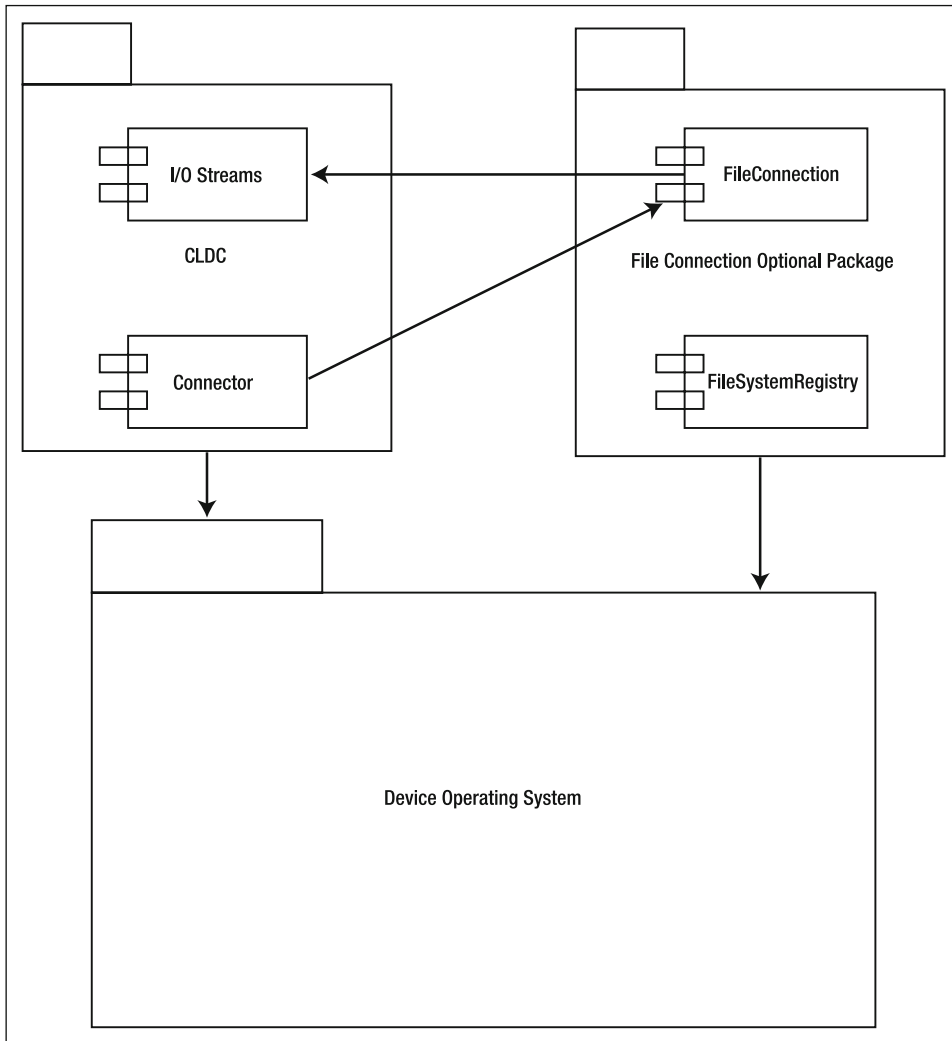 I/O Streams
FileConnection
CLDC
File Connection Optional Package
Connector
FileSystemRegistry
Device Operating System